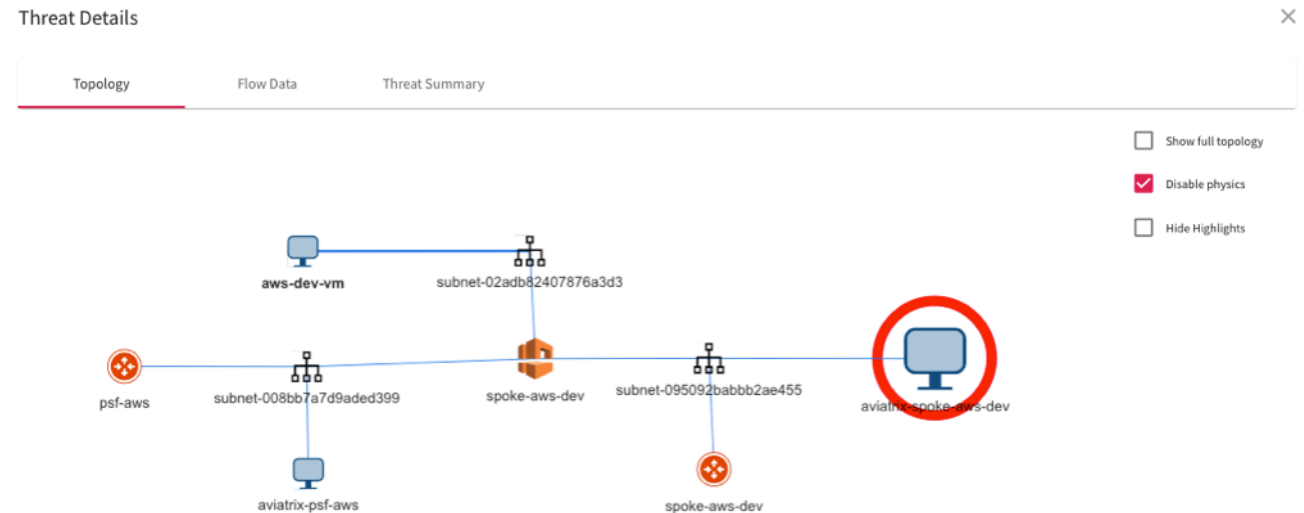 Threat Details
Topology
Flow Data
Threat Summary
Show full topology
Disable physics
Hide Highlights
aws-dev-vm
subnet-02adb82407876a3d3
psf-aws
subnet-008bb7a7d9aded399
spoke-aws-dev
subnet-095092babbb2ae455
aviatrix-spoke-aws-dev
aviatrix-psf-aws
spoke-aws-dev